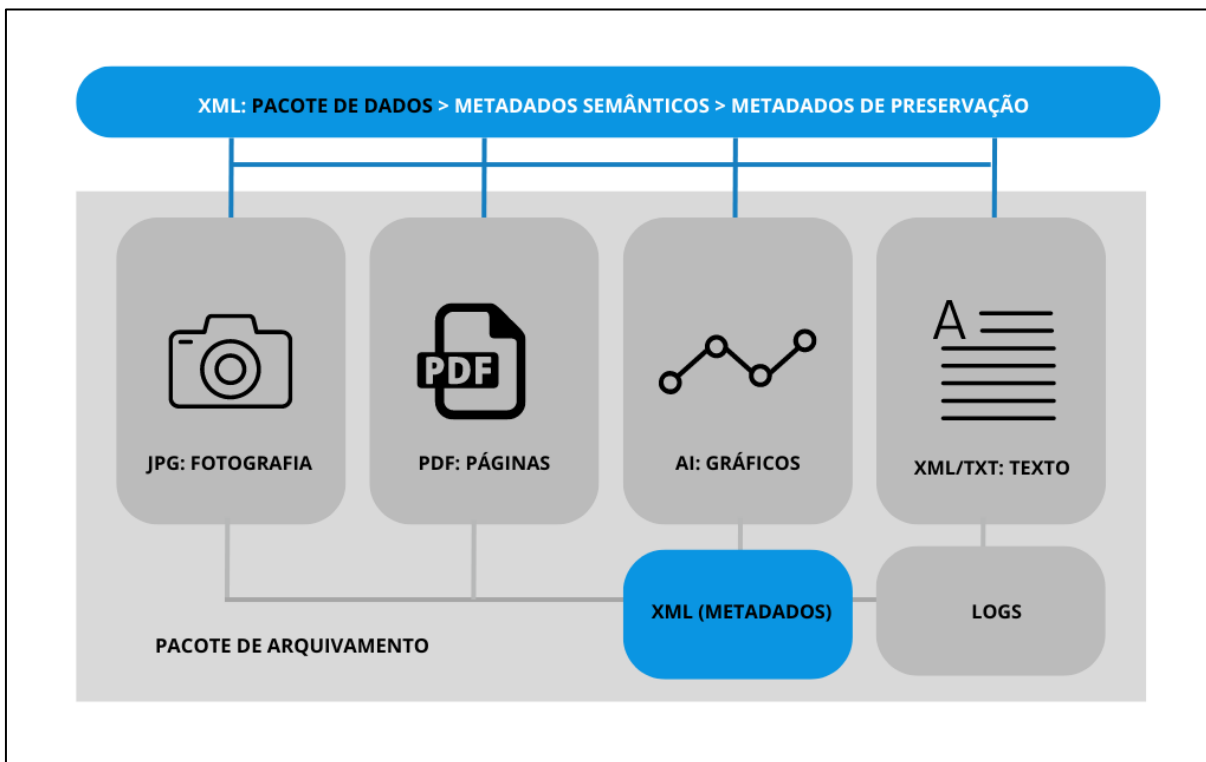 XML: PACOTE DE DADOS > METADADOS SEMÂNTICOS > METADADOS DE PRESERVAÇÃO
PDF
A
JPG: FOTOGRAFIA
PDF: PÁGINAS
AI: GRÁFICOS
XML/TXT: TEXTO
XML (METADADOS)
LOGS
PACOTE DE ARQUIVAMENTO